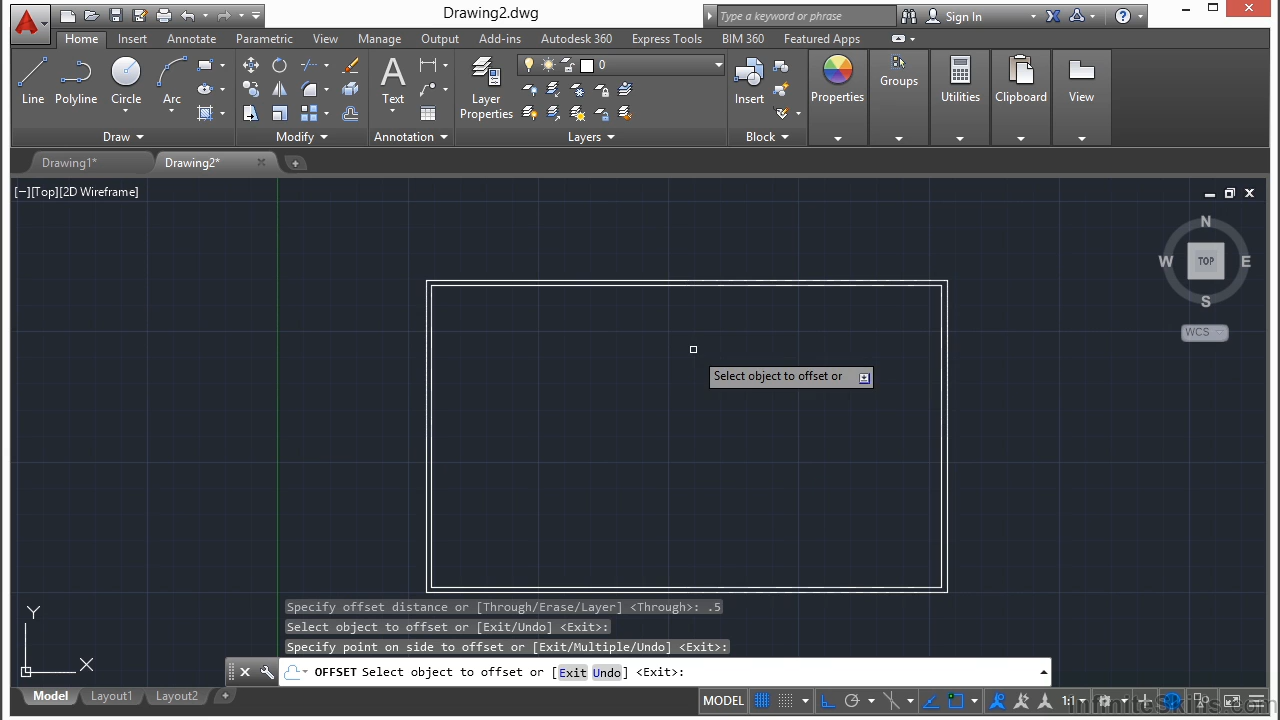 Drawing2.dwg
Type a keyword or phrase
Sign In
Home Insert Annotate Parametric View Manage Output Add-ins Autodesk 360 Express Tools BIM 360 Featured Apps
Line Polyline Circle Arc
Text
Layer Properties
0
Insert
Properties
Groups
Utilities
Clipboard
View
Draw Modify Annotation Layers Block
Drawing1* Drawing2*
[−][Top][2D Wireframe]
N
W TOP E
S
WCS
Select object to offset or
Y
X
Specify offset distance or [Through/Erase/Layer] <Through>: .5
Select object to offset or [Exit/Undo] <Exit>:
Specify point on side to offset or [Exit/Multiple/Undo] <Exit>:
OFFSET Select object to offset or [Exit Undo] <Exit>:
Model Layout1 Layout2 +
MODEL
1:1
InfiniteSkills.com